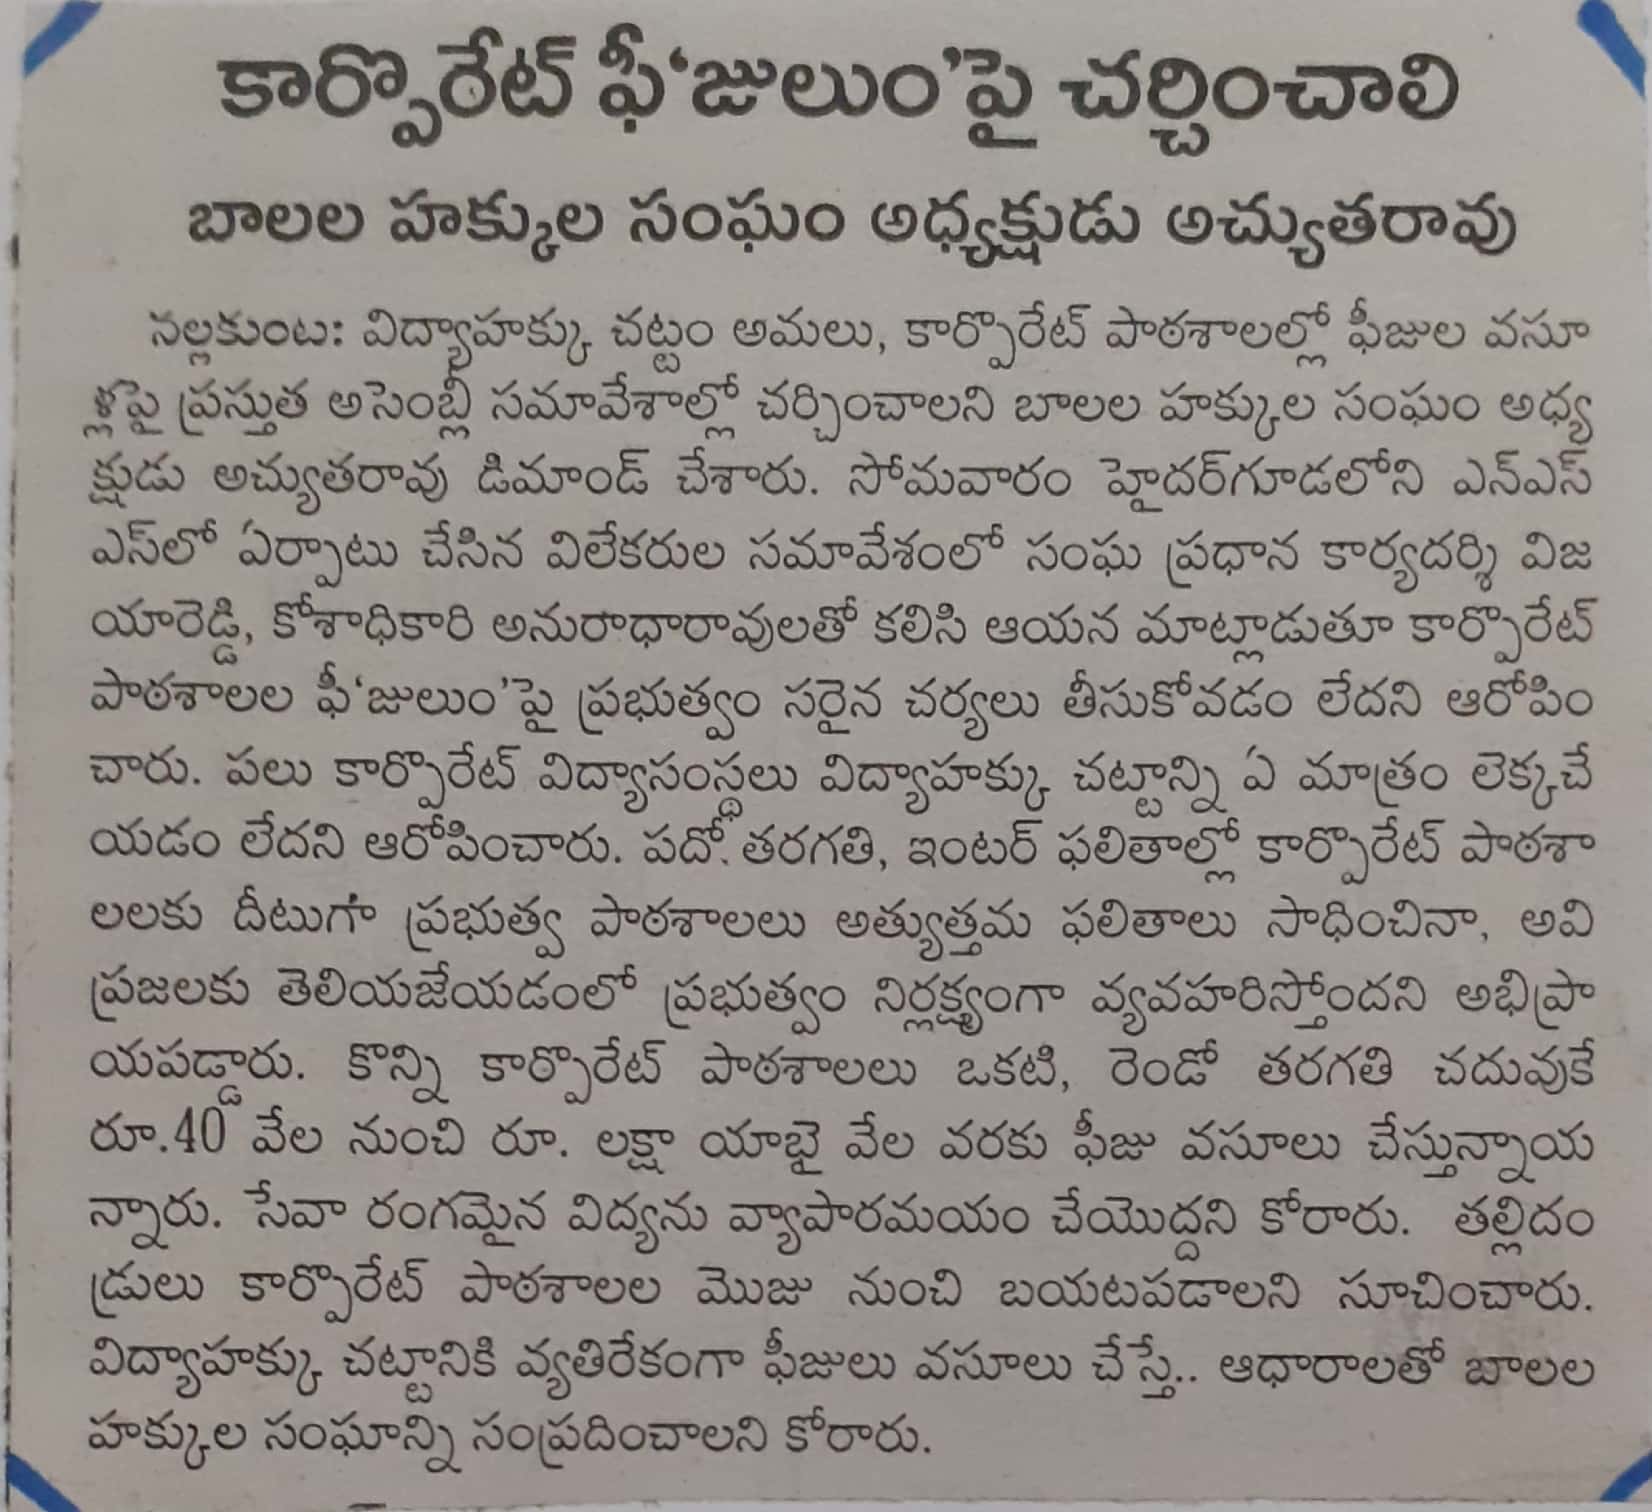 కార్పొరేట్ ఫీ‘జులుం’పై చర్చించాలి
బాలల హక్కుల సంఘం అధ్యక్షుడు అచ్యుతరావు
నల్లకుంట: విద్యాహక్కు చట్టం అమలు, కార్పొరేట్ పాఠశాలల్లో ఫీజుల వసూ
ళ్లపై ప్రస్తుత అసెంబ్లీ సమావేశాల్లో చర్చించాలని బాలల హక్కుల సంఘం అధ్య
క్షుడు అచ్యుతరావు డిమాండ్ చేశారు. సోమవారం హైదర్‌గూడలోని ఎన్ఎస్
ఎస్‌లో ఏర్పాటు చేసిన విలేకరుల సమావేశంలో సంఘ ప్రధాన కార్యదర్శి విజ
యారెడ్డి, కోశాధికారి అనురాధారావులతో కలిసి ఆయన మాట్లాడుతూ కార్పొరేట్
పాఠశాలల ఫీ‘జులుం’పై ప్రభుత్వం సరైన చర్యలు తీసుకోవడం లేదని ఆరోపిం
చారు. పలు కార్పొరేట్ విద్యాసంస్థలు విద్యాహక్కు చట్టాన్ని ఏ మాత్రం లెక్కచే
యడం లేదని ఆరోపించారు. పదో తరగతి, ఇంటర్ ఫలితాల్లో కార్పొరేట్ పాఠశా
లలకు దీటుగా ప్రభుత్వ పాఠశాలలు అత్యుత్తమ ఫలితాలు సాధించినా, అవి
ప్రజలకు తెలియజేయడంలో ప్రభుత్వం నిర్లక్ష్యంగా వ్యవహరిస్తోందని అభిప్రా
యపడ్డారు. కొన్ని కార్పొరేట్ పాఠశాలలు ఒకటి, రెండో తరగతి చదువుకే
రూ.40 వేల నుంచి రూ. లక్షా యాభై వేల వరకు ఫీజు వసూలు చేస్తున్నాయ
న్నారు. సేవా రంగమైన విద్యను వ్యాపారమయం చేయొద్దని కోరారు. తల్లిదం
డ్రులు కార్పొరేట్ పాఠశాలల మొజు నుంచి బయటపడాలని సూచించారు.
విద్యాహక్కు చట్టానికి వ్యతిరేకంగా ఫీజులు వసూలు చేస్తే.. ఆధారాలతో బాలల
హక్కుల సంఘాన్ని సంప్రదించాలని కోరారు.